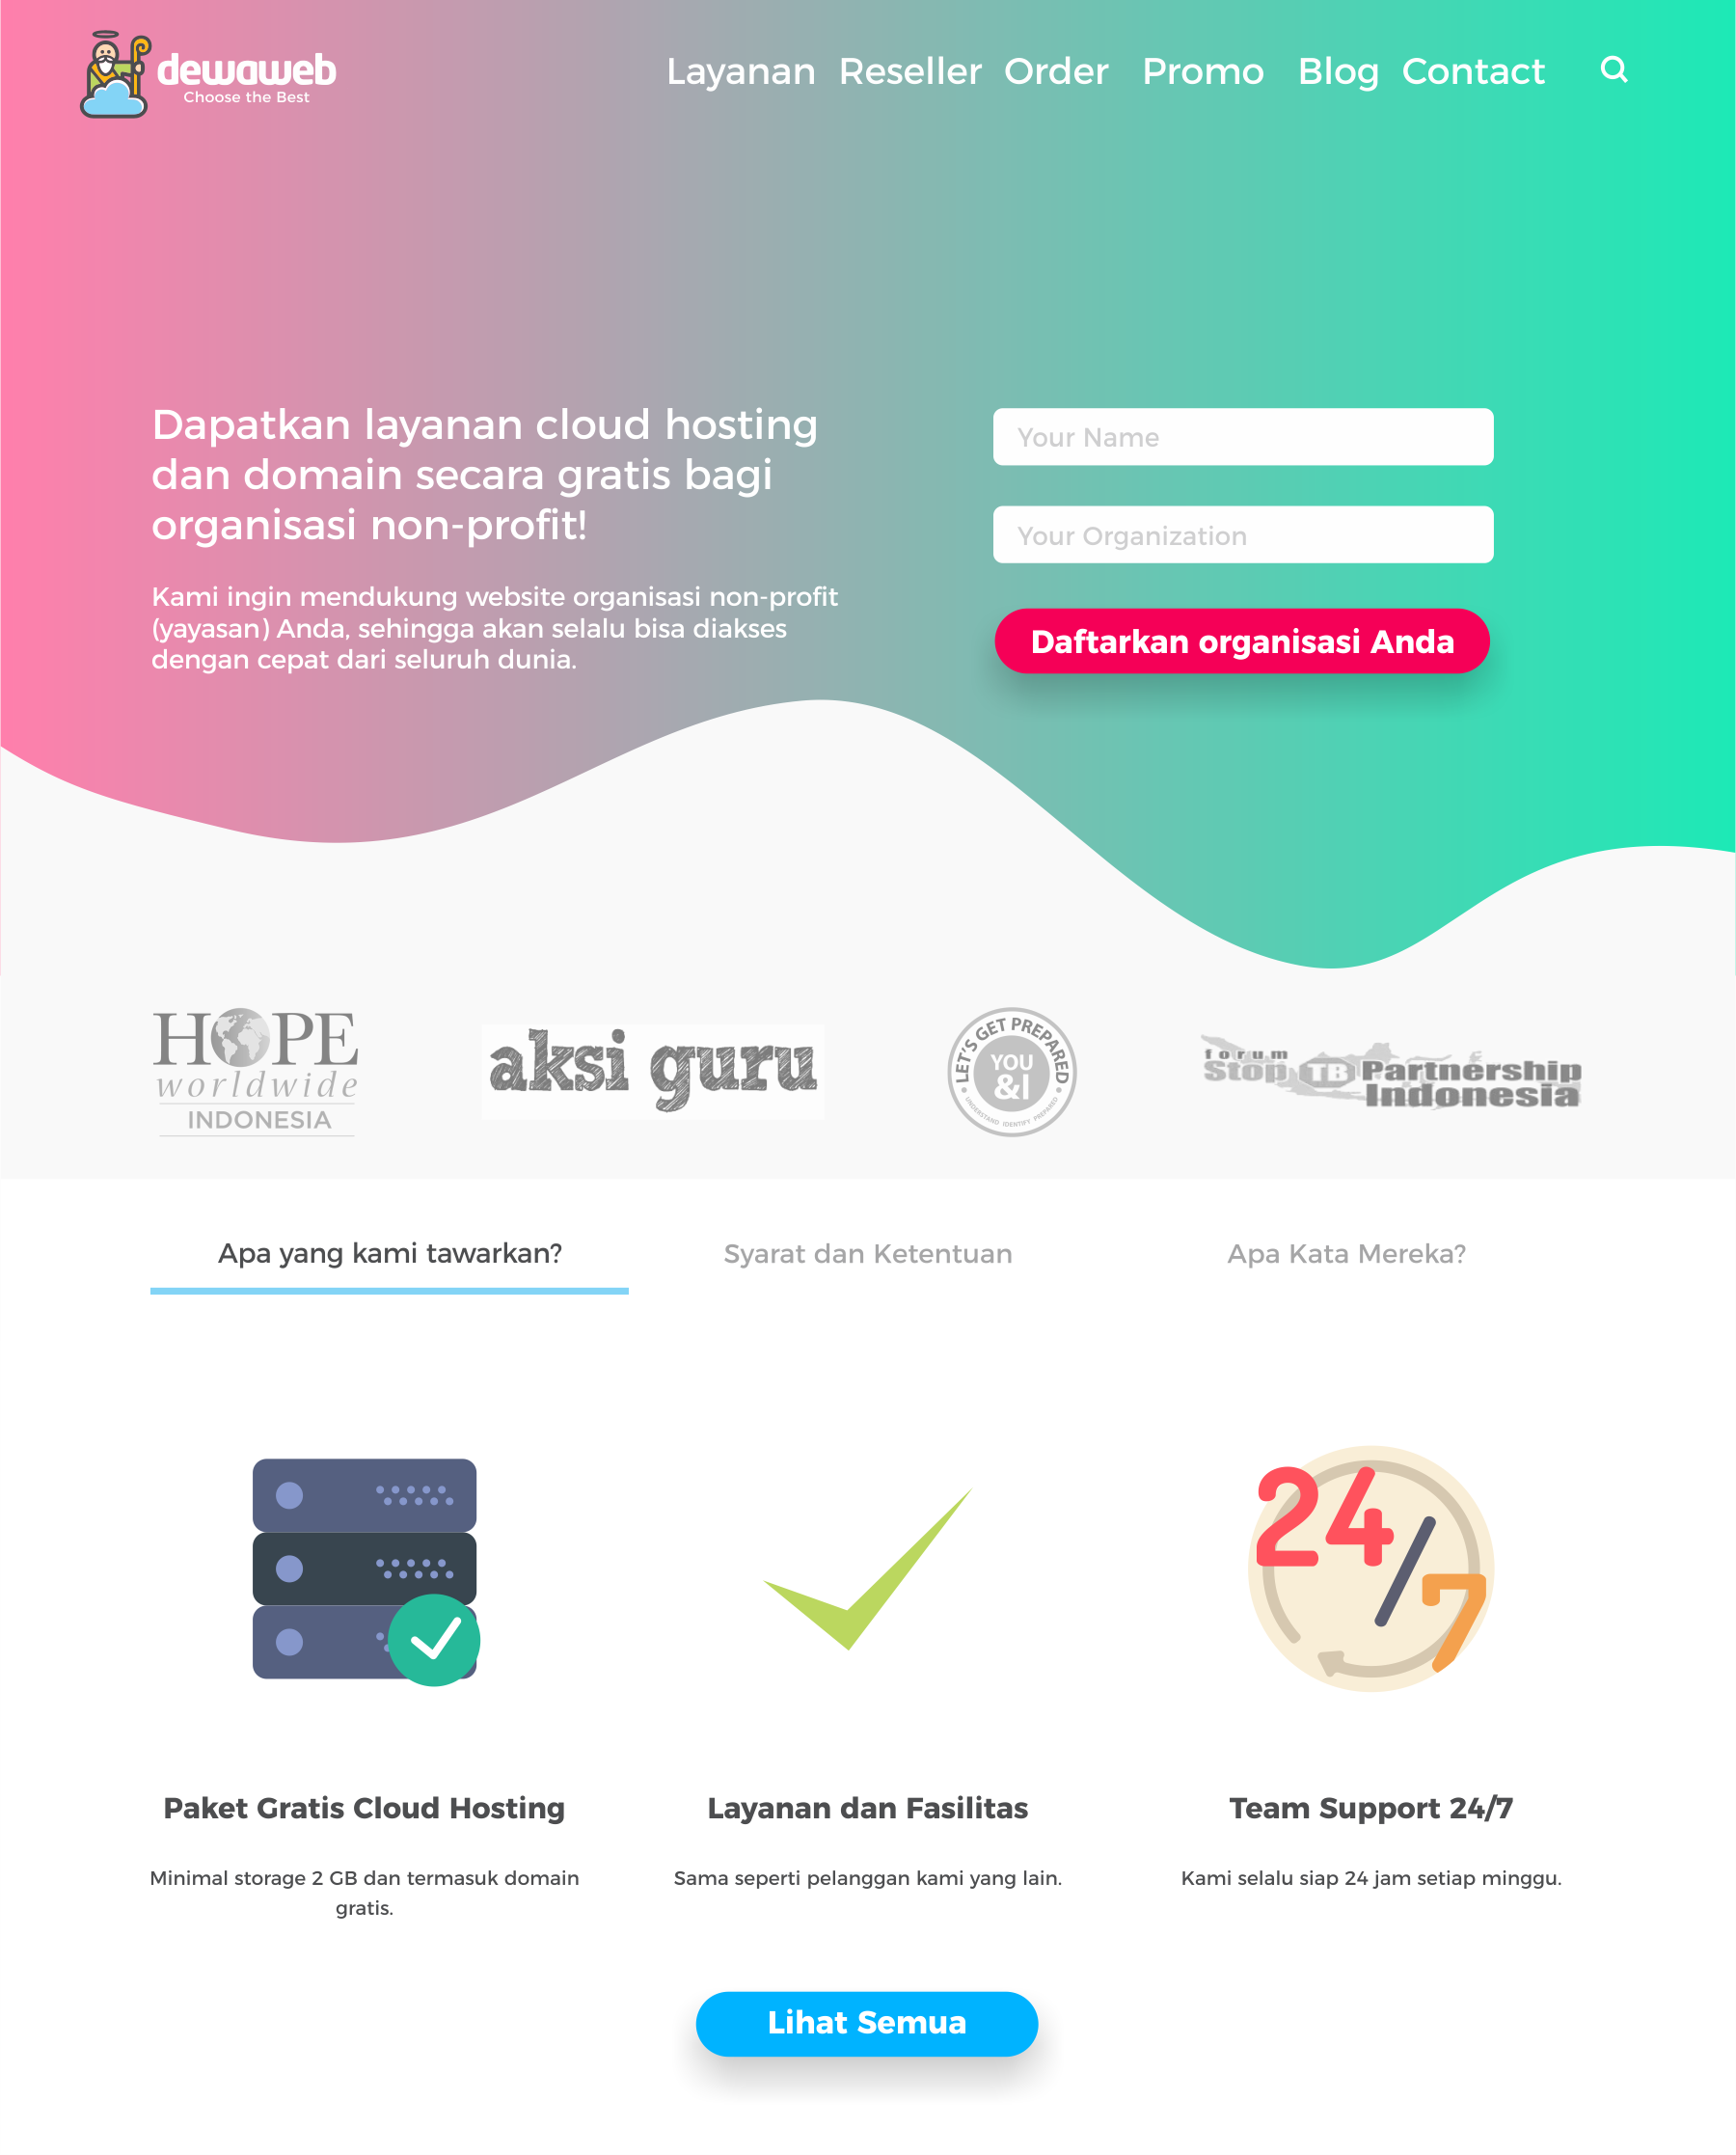 dewaweb
Choose the Best
Layanan Reseller Order Promo Blog Contact
Dapatkan layanan cloud hosting
dan domain secara gratis bagi
organisasi non-profit!
Kami ingin mendukung website organisasi non-profit
(yayasan) Anda, sehingga akan selalu bisa diakses
dengan cepat dari seluruh dunia.
Your Name
Your Organization
Daftarkan organisasi Anda
HOPE
worldwide
INDONESIA
aksi guru
LET'S GET PREPARED
YOU
&I
UNDERSTAND IDENTIFY PREPARED
forum
Stop TB Partnership
Indonesia
Apa yang kami tawarkan?
Syarat dan Ketentuan
Apa Kata Mereka?
24/7
Paket Gratis Cloud Hosting
Minimal storage 2 GB dan termasuk domain
gratis.
Layanan dan Fasilitas
Sama seperti pelanggan kami yang lain.
Team Support 24/7
Kami selalu siap 24 jam setiap minggu.
Lihat Semua